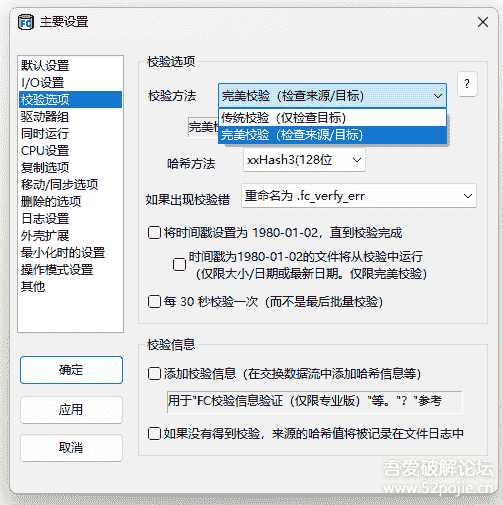 主要设置
默认设置
I/O设置
校验选项
驱动器组
同时运行
CPU设置
复制选项
移动/同步选项
删除的选项
日志设置
外壳扩展
最小化时的设置
操作模式设置
其他
确定
应用
取消
校验选项
校验方法
完美校验（检查来源/目标）
?
传统校验（仅检查目标）
完美校验（检查来源/目标）
哈希方法
xxHash3(128位
如果出现校验错
重命名为 .fc_verfy_err
将时间戳设置为 1980-01-02，直到校验完成
时间戳为1980-01-02的文件将从校验中运行
（仅限大小/日期或最新日期。仅限完美校验）
每 30 秒校验一次（而不是最后批量校验）
校验信息
添加校验信息（在交换数据流中添加哈希信息等）
用于"FC校验信息验证（仅限专业版）"等。"？"参考
如果没有得到校验，来源的哈希值将被记录在文件日志中
吾爱破解论坛
www.52pojie.cn